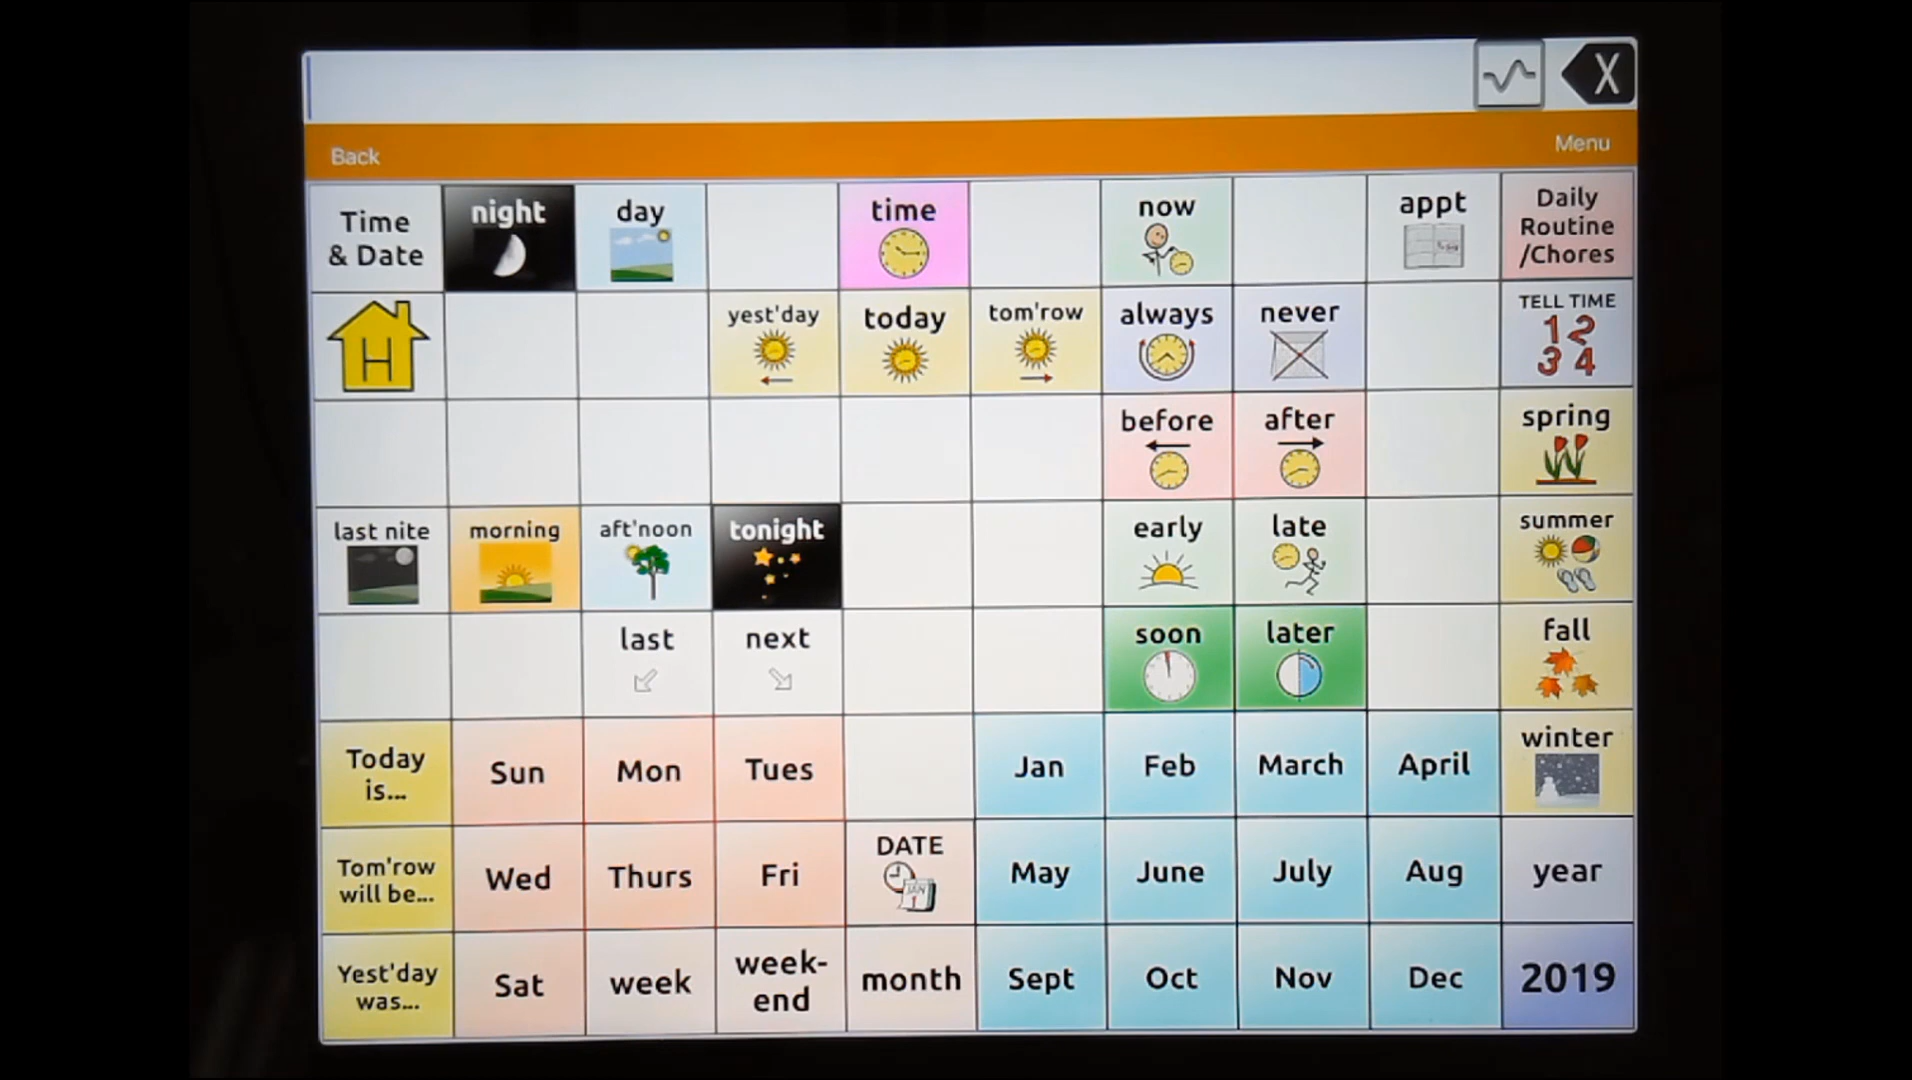 X
Back
Menu
Time
& Date
night
day
time
now
appt
Daily
Routine
/Chores
H
yest'day
today
tom'row
always
never
TELL TIME
1 2
3 4
before
after
spring
last nite
morning
aft'noon
tonight
early
late
summer
last
next
soon
later
fall
Today
is...
Sun
Mon
Tues
Jan
Feb
March
April
winter
Tom'row
will be...
Wed
Thurs
Fri
DATE
JAN
1
May
June
July
Aug
year
Yest'day
was...
Sat
week
week-
end
month
Sept
Oct
Nov
Dec
2019